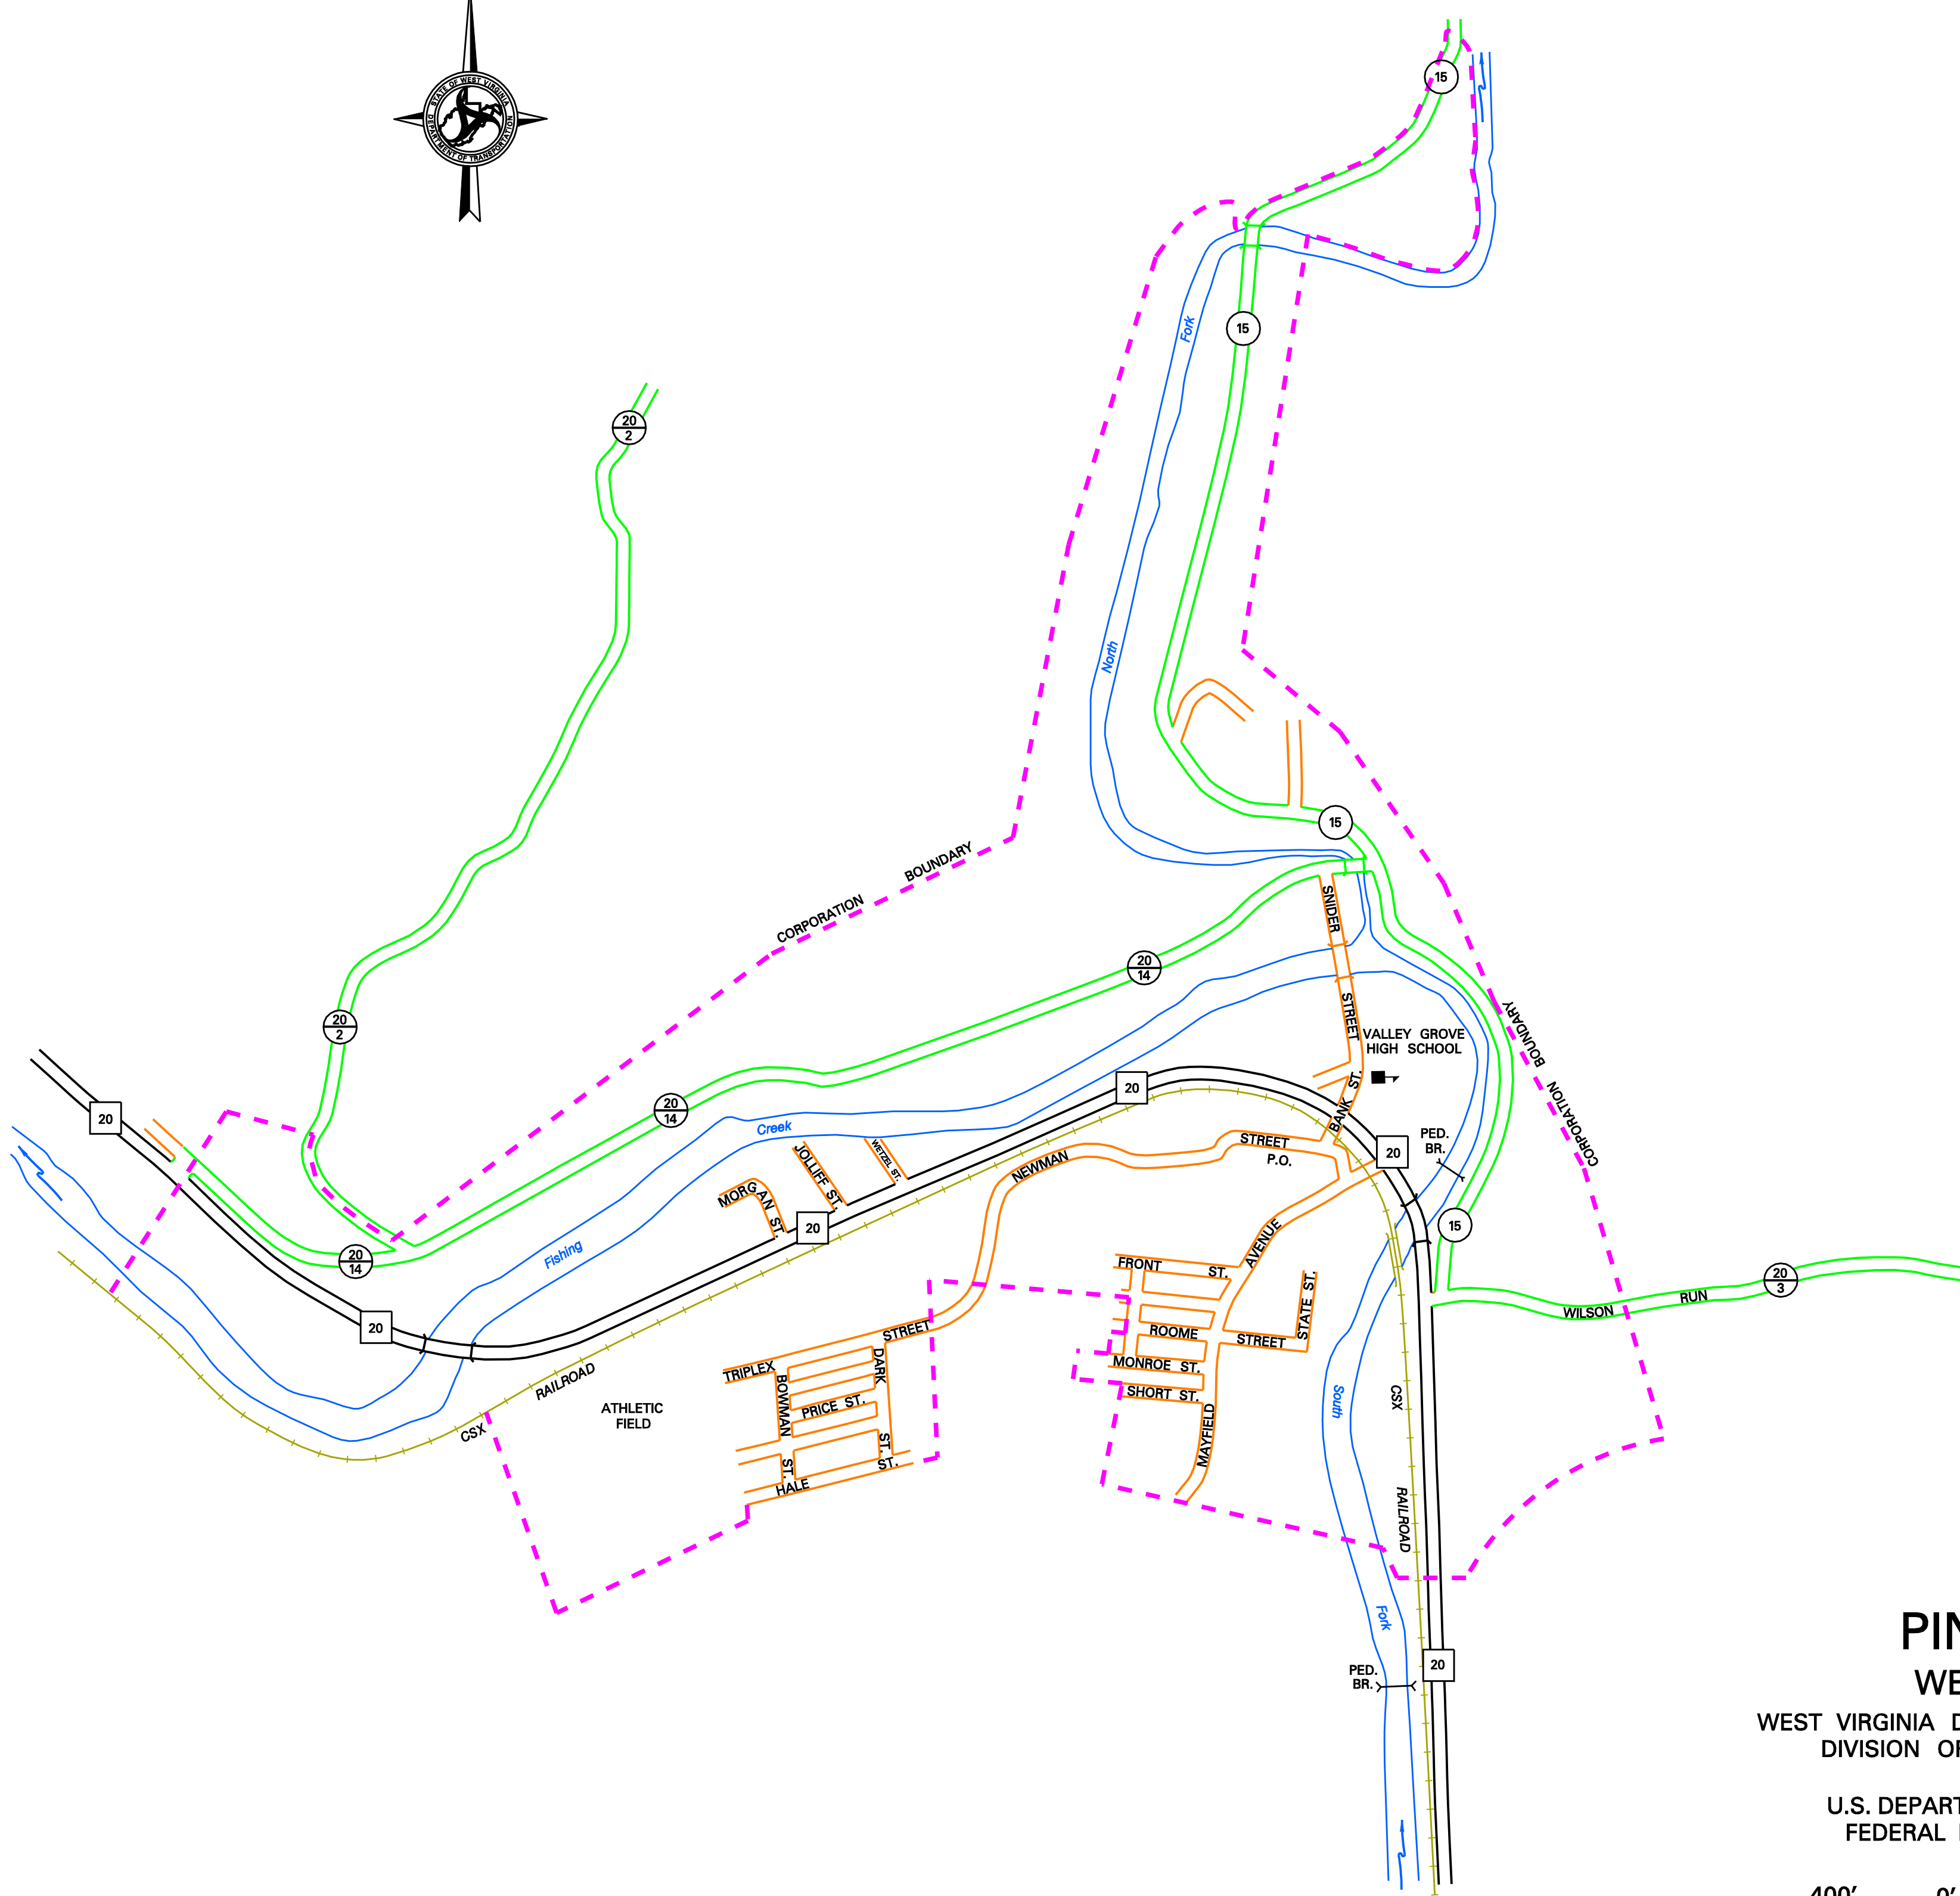 STATE OF WEST VIRGINIA
DEPARTMENT OF TRANSPORTATION
15
Fork
15
20
2
North
15
CORPORATION BOUNDARY
SNIDER STREET
20
14
20
2
VALLEY GROVE
HIGH SCHOOL
CORPORATION BOUNDARY
20
20
14
20
BANK ST.
Fishing Creek
JOLLIFF ST.
WETZEL ST.
MORGAN ST.
NEWMAN STREET
P.O.
PED.
BR.
20
15
20
20
14
20
AVENUE
FRONT ST.
STATE ST.
WILSON RUN
20
3
ROOME STREET
MONROE ST.
SHORT ST.
MAYFIELD
TRIPLEX STREET
DARK ST.
BOWMAN ST.
PRICE ST.
HALE ST.
CSX RAILROAD
ATHLETIC
FIELD
South Fork
CSX RAILROAD
20
PED.
BR.
PIN
WE
WEST VIRGINIA D
DIVISION OF
U.S. DEPART
FEDERAL
400' 0'